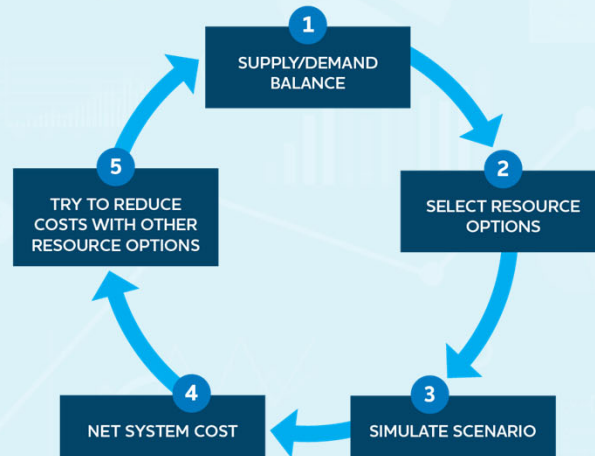 1
SUPPLY/DEMAND
BALANCE
2
SELECT RESOURCE
OPTIONS
3
SIMULATE SCENARIO
4
NET SYSTEM COST
5
TRY TO REDUCE
COSTS WITH OTHER
RESOURCE OPTIONS